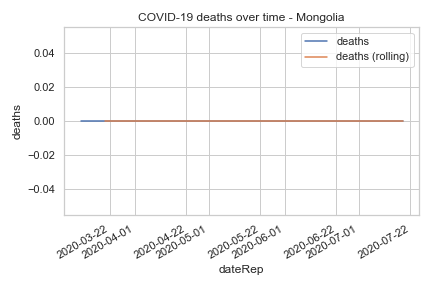 COVID-19 deaths over time - Mongolia
deaths
deaths (rolling)
0.04
0.02
0.00
−0.02
−0.04
deaths
2020-03-22
2020-04-01
2020-04-22
2020-05-01
2020-05-22
2020-06-01
2020-06-22
2020-07-01
2020-07-22
dateRep